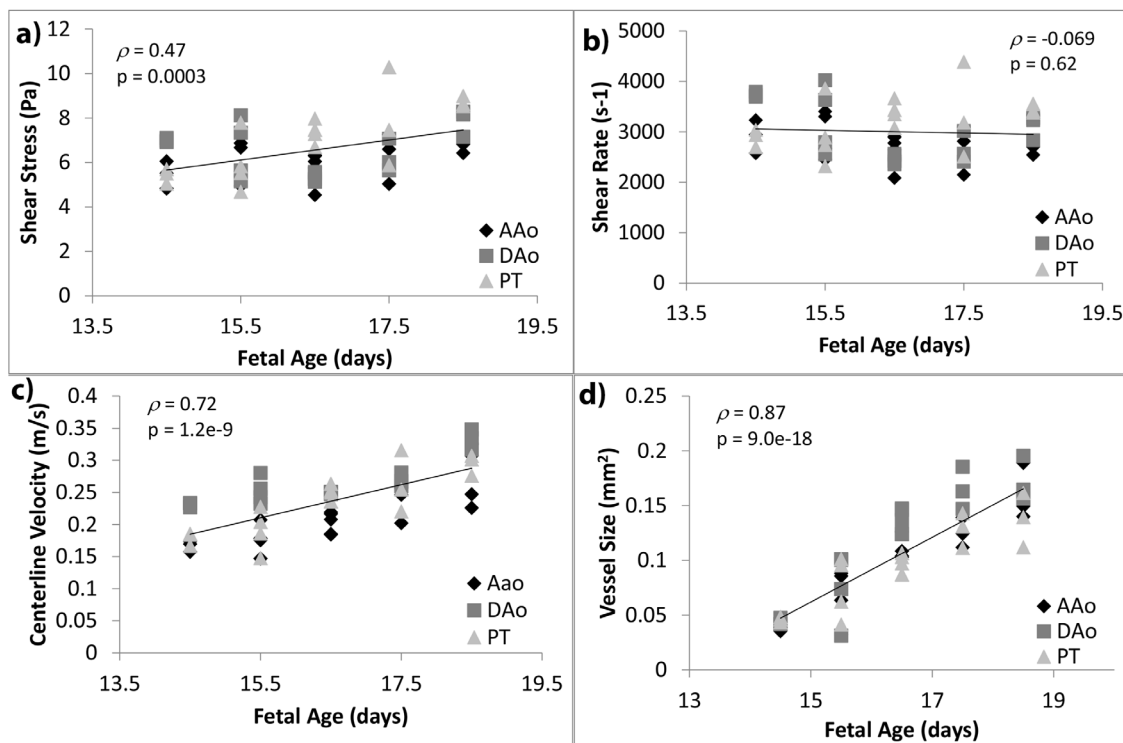 a)
ρ = 0.47
p = 0.0003
Shear Stress (Pa)
12
10
8
6
4
2
0
AAo
DAo
PT
13.5 15.5 17.5 19.5
Fetal Age (days)
b)
ρ = -0.069
p = 0.62
Shear Rate (s-1)
5000
4000
3000
2000
1000
0
AAo
DAo
PT
13.5 15.5 17.5 19.5
Fetal Age (days)
c)
ρ = 0.72
p = 1.2e-9
Centerline Velocity (m/s)
0.4
0.35
0.3
0.25
0.2
0.15
0.1
0.05
0
Aao
DAo
PT
13.5 15.5 17.5 19.5
Fetal Age (days)
d)
ρ = 0.87
p = 9.0e-18
Vessel Size (mm²)
0.25
0.2
0.15
0.1
0.05
0
AAo
DAo
PT
13 15 17 19
Fetal Age (days)